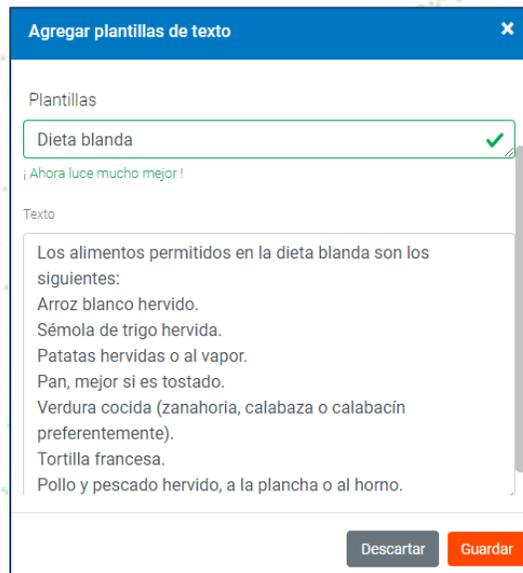 Agregar plantillas de texto
Plantillas
Dieta blanda
¡ Ahora luce mucho mejor !
Texto
Los alimentos permitidos en la dieta blanda son los
siguientes:
Arroz blanco hervido.
Sémola de trigo hervida.
Patatas hervidas o al vapor.
Pan, mejor si es tostado.
Verdura cocida (zanahoria, calabaza o calabacín
preferentemente).
Tortilla francesa.
Pollo y pescado hervido, a la plancha o al horno.
Descartar
Guardar